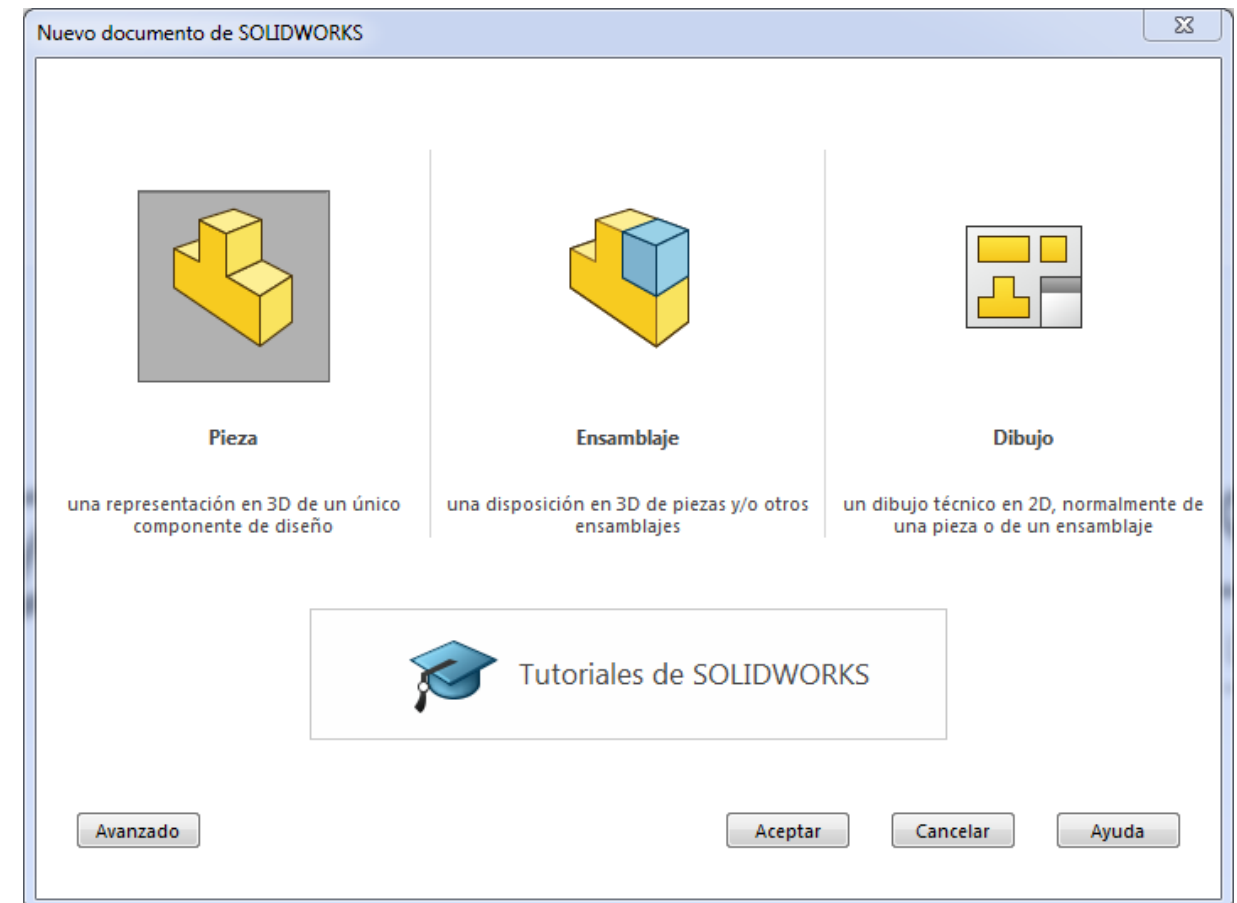 Nuevo documento de SOLIDWORKS
Pieza
una representación en 3D de un único
componente de diseño
Ensamblaje
una disposición en 3D de piezas y/o otros
ensamblajes
Dibujo
un dibujo técnico en 2D, normalmente de
una pieza o de un ensamblaje
Tutoriales de SOLIDWORKS
Avanzado
Aceptar
Cancelar
Ayuda